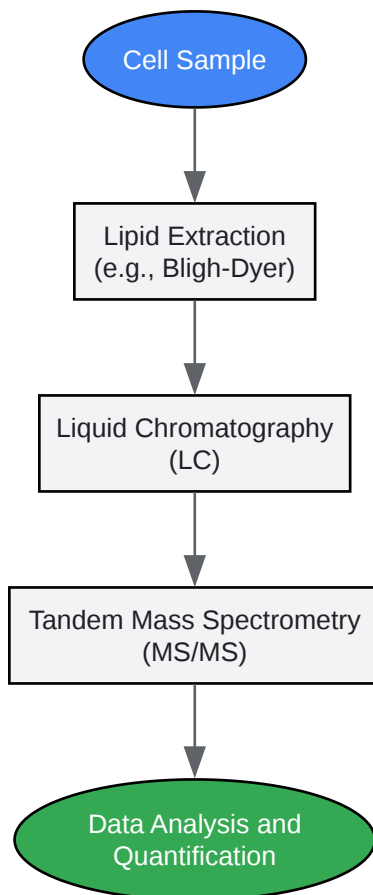 Cell Sample
Lipid Extraction
(e.g., Bligh-Dyer)
Liquid Chromatography
(LC)
Tandem Mass Spectrometry
(MS/MS)
Data Analysis and
Quantification